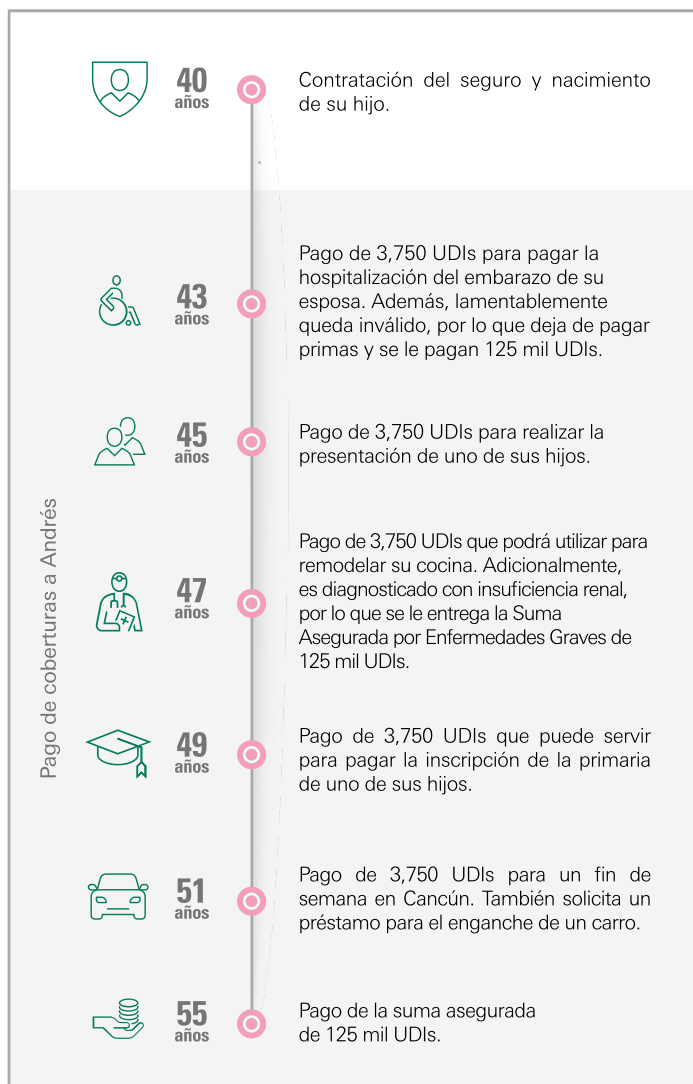 40
años
Contratación del seguro y nacimiento
de su hijo.
Pago de coberturas a Andrés
43
años
Pago de 3,750 UDIs para pagar la
hospitalización del embarazo de su
esposa. Además, lamentablemente
queda inválido, por lo que deja de pagar
primas y se le pagan 125 mil UDIs.
45
años
Pago de 3,750 UDIs para realizar la
presentación de uno de sus hijos.
47
años
Pago de 3,750 UDIs que podrá utilizar para
remodelar su cocina. Adicionalmente,
es diagnosticado con insuficiencia renal,
por lo que se le entrega la Suma
Asegurada por Enfermedades Graves de
125 mil UDIs.
49
años
Pago de 3,750 UDIs que puede servir
para pagar la inscripción de la primaria
de uno de sus hijos.
51
años
Pago de 3,750 UDIs para un fin de
semana en Cancún. También solicita un
préstamo para el enganche de un carro.
55
años
Pago de la suma asegurada
de 125 mil UDIs.